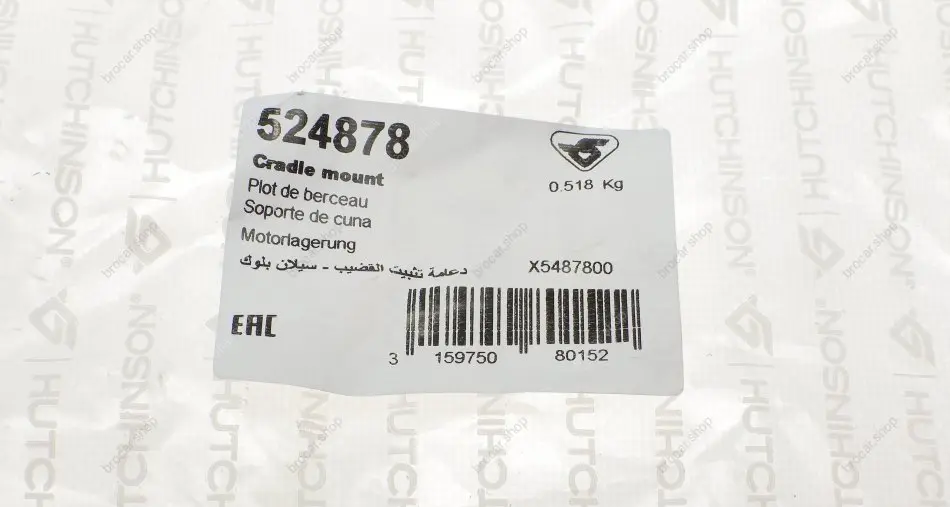 524878
Cradle mount
Plot de berceau
Soporte de cuna
Motorlagerung
دعامة تثبيت القضيب - سيلان بلوك
0.518 Kg
X5487800
EAC
3 159750 80152
HUTCHINSON®
brocar.shop